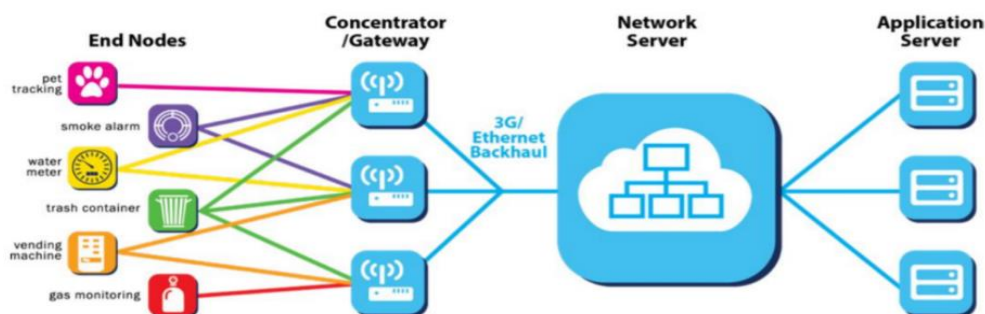 End Nodes
Concentrator
/Gateway
Network
Server
Application
Server
pet
tracking
smoke alarm
water
meter
trash container
vending
machine
gas monitoring
3G/
Ethernet
Backhaul